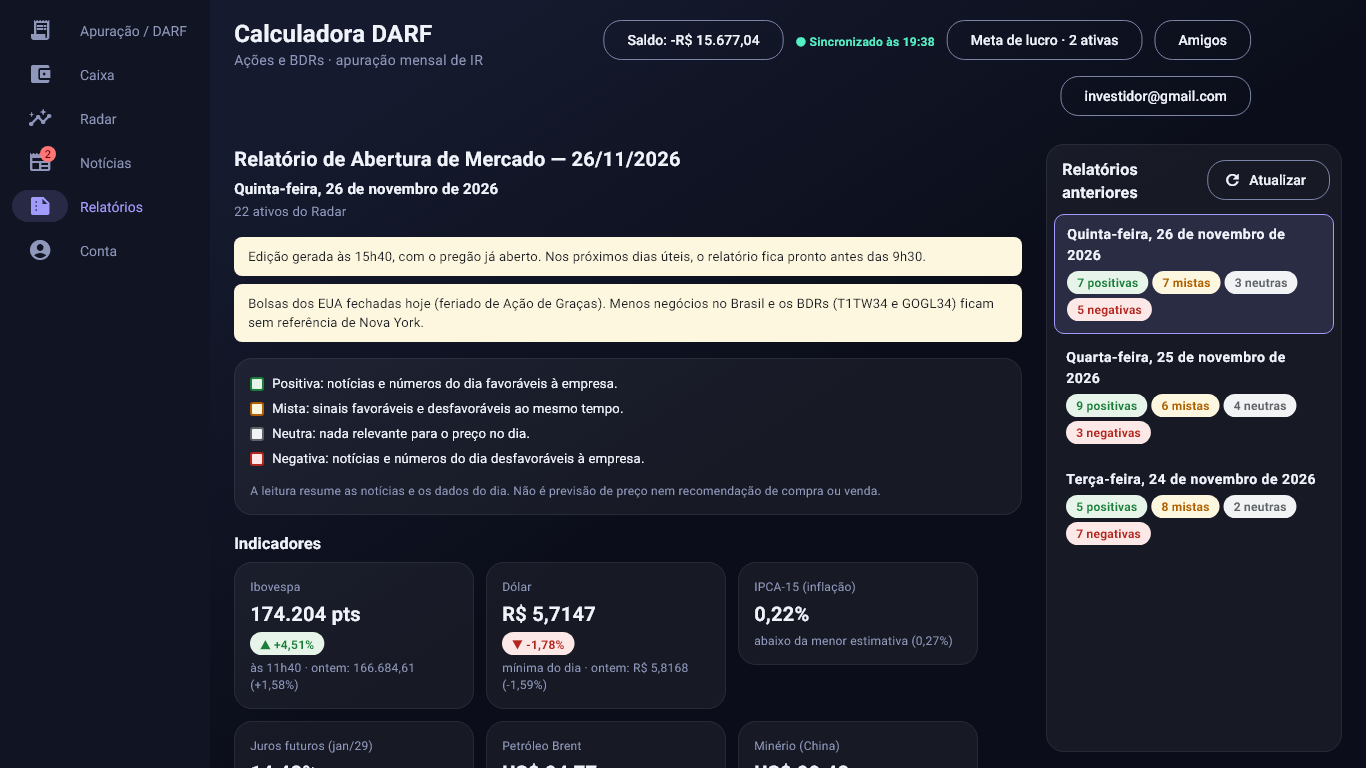 Apuração / DARF
Caixa
Radar
2
Notícias
Relatórios
Conta
Calculadora DARF
Ações e BDRs · apuração mensal de IR
Saldo: -R$ 15.677,04
Sincronizado às 19:38
Meta de lucro · 2 ativas
Amigos
investidor@gmail.com
Relatório de Abertura de Mercado — 26/11/2026
Quinta-feira, 26 de novembro de 2026
22 ativos do Radar
Edição gerada às 15h40, com o pregão já aberto. Nos próximos dias úteis, o relatório fica pronto antes das 9h30.
Bolsas dos EUA fechadas hoje (feriado de Ação de Graças). Menos negócios no Brasil e os BDRs (T1TW34 e GOGL34) ficam
sem referência de Nova York.
Positiva: notícias e números do dia favoráveis à empresa.
Mista: sinais favoráveis e desfavoráveis ao mesmo tempo.
Neutra: nada relevante para o preço no dia.
Negativa: notícias e números do dia desfavoráveis à empresa.
A leitura resume as notícias e os dados do dia. Não é previsão de preço nem recomendação de compra ou venda.
Indicadores
Ibovespa
174.204 pts
▲ +4,51%
às 11h40 · ontem: 166.684,61
(+1,58%)
Dólar
R$ 5,7147
▼ -1,78%
mínima do dia · ontem: R$ 5,8168
(-1,59%)
IPCA-15 (inflação)
0,22%
abaixo da menor estimativa (0,27%)
Juros futuros (jan/29)
Petróleo Brent
Minério (China)
Relatórios
anteriores
Atualizar
Quinta-feira, 26 de novembro de
2026
7 positivas 7 mistas 3 neutras
5 negativas
Quarta-feira, 25 de novembro de
2026
9 positivas 6 mistas 4 neutras
3 negativas
Terça-feira, 24 de novembro de 2026
5 positivas 8 mistas 2 neutras
7 negativas